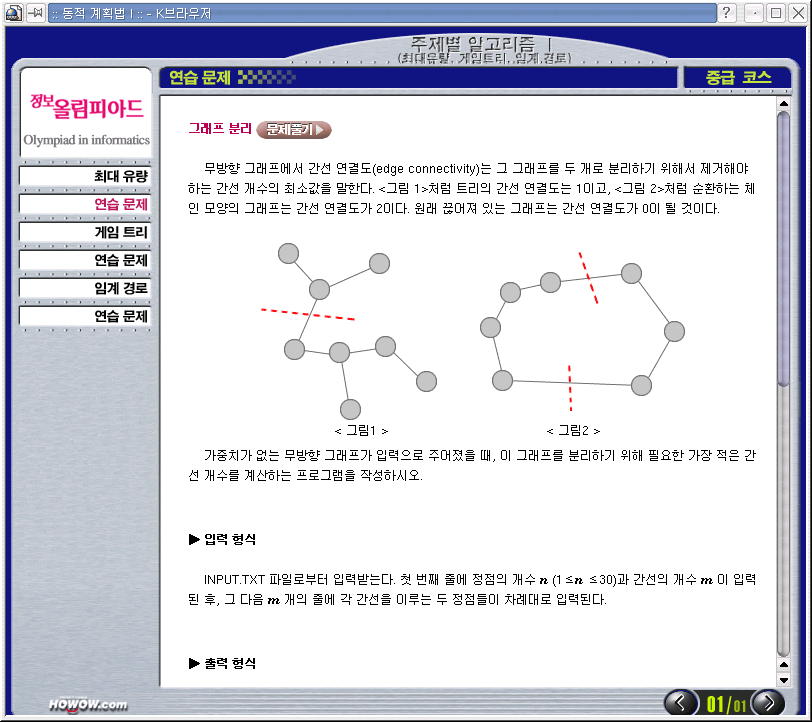 :: 동적 계획법 I :: - K브라우저
주제별 알고리즘 I
(최대유량, 게임트리, 임계 경로)
연습 문제
중급 코스
정보올림피아드
Olympiad in informatics
최대 유량
연습 문제
게임 트리
연습 문제
임계 경로
연습 문제
그래프 분리 문제풀기
무방향 그래프에서 간선 연결도(edge connectivity)는 그 그래프를 두 개로 분리하기 위해서 제거해야
하는 간선 개수의 최소값을 말한다. <그림 1>처럼 트리의 간선 연결도는 1이고, <그림 2>처럼 순환하는 체
인 모양의 그래프는 간선 연결도가 2이다. 원래 끊어져 있는 그래프는 간선 연결도가 0이 될 것이다.
< 그림1 >
< 그림2 >
가중치가 없는 무방향 그래프가 입력으로 주어졌을 때, 이 그래프를 분리하기 위해 필요한 가장 적은 간
선 개수를 계산하는 프로그램을 작성하시오.
▶ 입력 형식
INPUT.TXT 파일로부터 입력받는다. 첫 번째 줄에 정점의 개수 n (1 ≤ n ≤ 30)과 간선의 개수 m 이 입력
된 후, 그 다음 m 개의 줄에 각 간선을 이루는 두 정점들이 차례대로 입력된다.
▶ 출력 형식
HOWOW.com
01/01